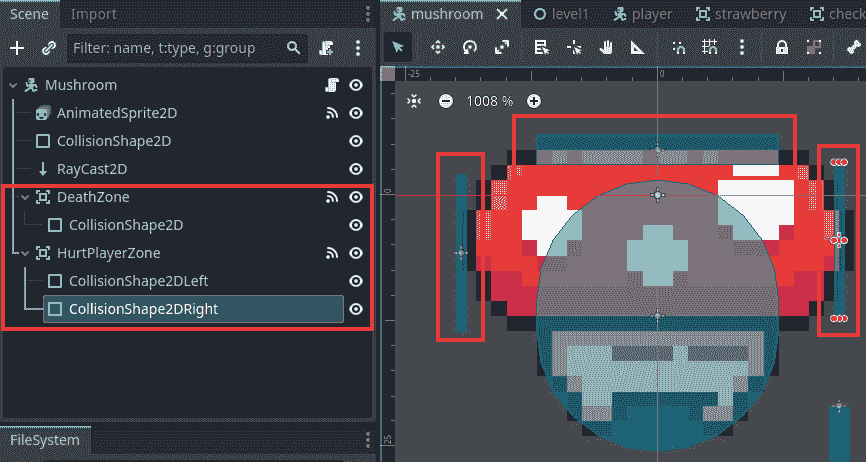 Scene Import
Filter: name, t:type, g:group
Mushroom
AnimatedSprite2D
CollisionShape2D
RayCast2D
DeathZone
CollisionShape2D
HurtPlayerZone
CollisionShape2DLeft
CollisionShape2DRight
FileSystem
mushroom level1 player strawberry check
-25 0
1008 %
0
25